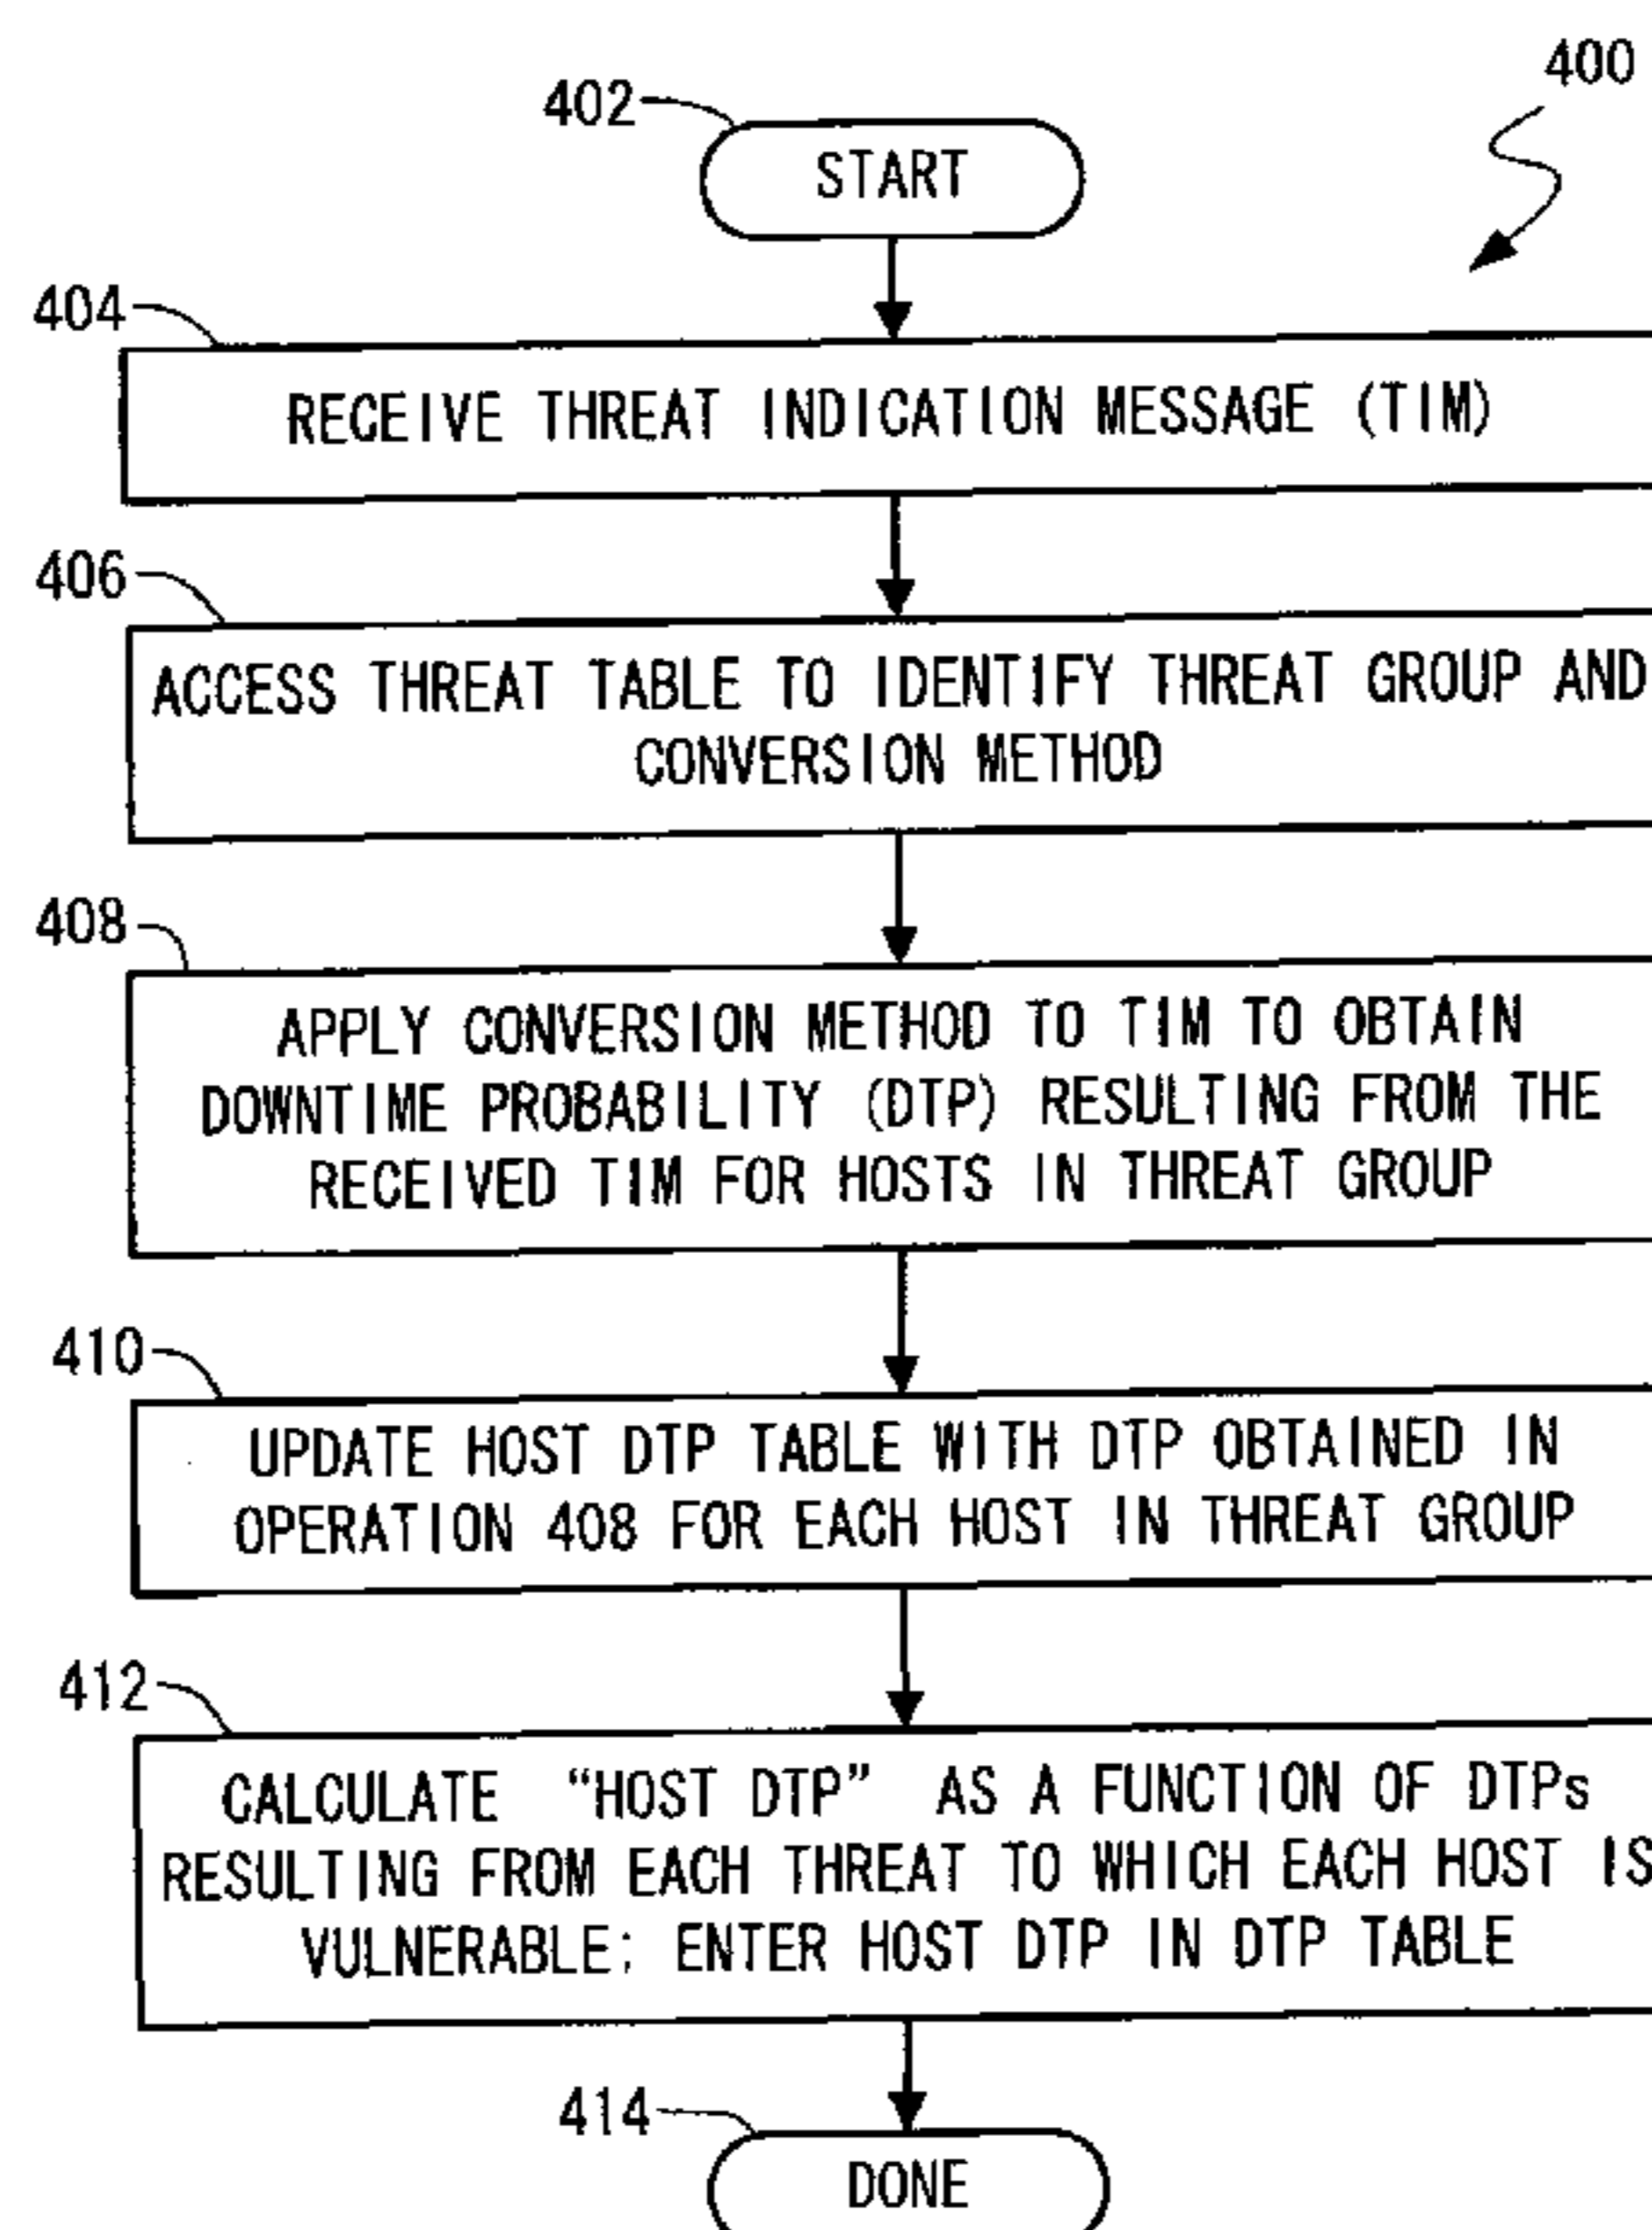 400
402
START
404
RECEIVE THREAT INDICATION MESSAGE (TIM)
406
ACCESS THREAT TABLE TO IDENTIFY THREAT GROUP AND
CONVERSION METHOD
408
APPLY CONVERSION METHOD TO TIM TO OBTAIN
DOWNTIME PROBABILITY (DTP) RESULTING FROM THE
RECEIVED TIM FOR HOSTS IN THREAT GROUP
410
UPDATE HOST DTP TABLE WITH DTP OBTAINED IN
OPERATION 408 FOR EACH HOST IN THREAT GROUP
412
CALCULATE “HOST DTP” AS A FUNCTION OF DTPs
RESULTING FROM EACH THREAT TO WHICH EACH HOST IS
VULNERABLE; ENTER HOST DTP IN DTP TABLE
414
DONE